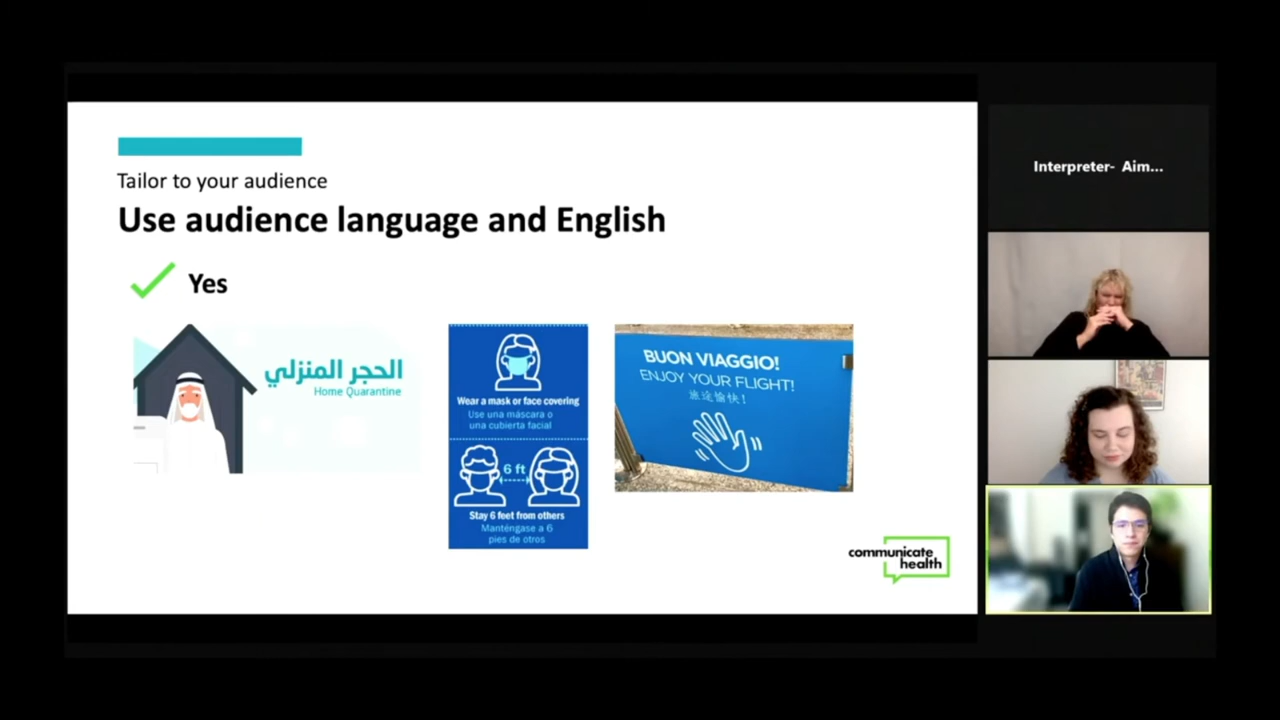 Tailor to your audience
Use audience language and English
Yes
الحجر المنزلي
Home Quarantine
Wear a mask or face covering
Use una máscara o
una cubierta facial
6 ft
Stay 6 feet from others
Manténgase a 6
pies de otros
BUON VIAGGIO!
ENJOY YOUR FLIGHT!
旅途愉快!
communicate
health
Interpreter- Aim...